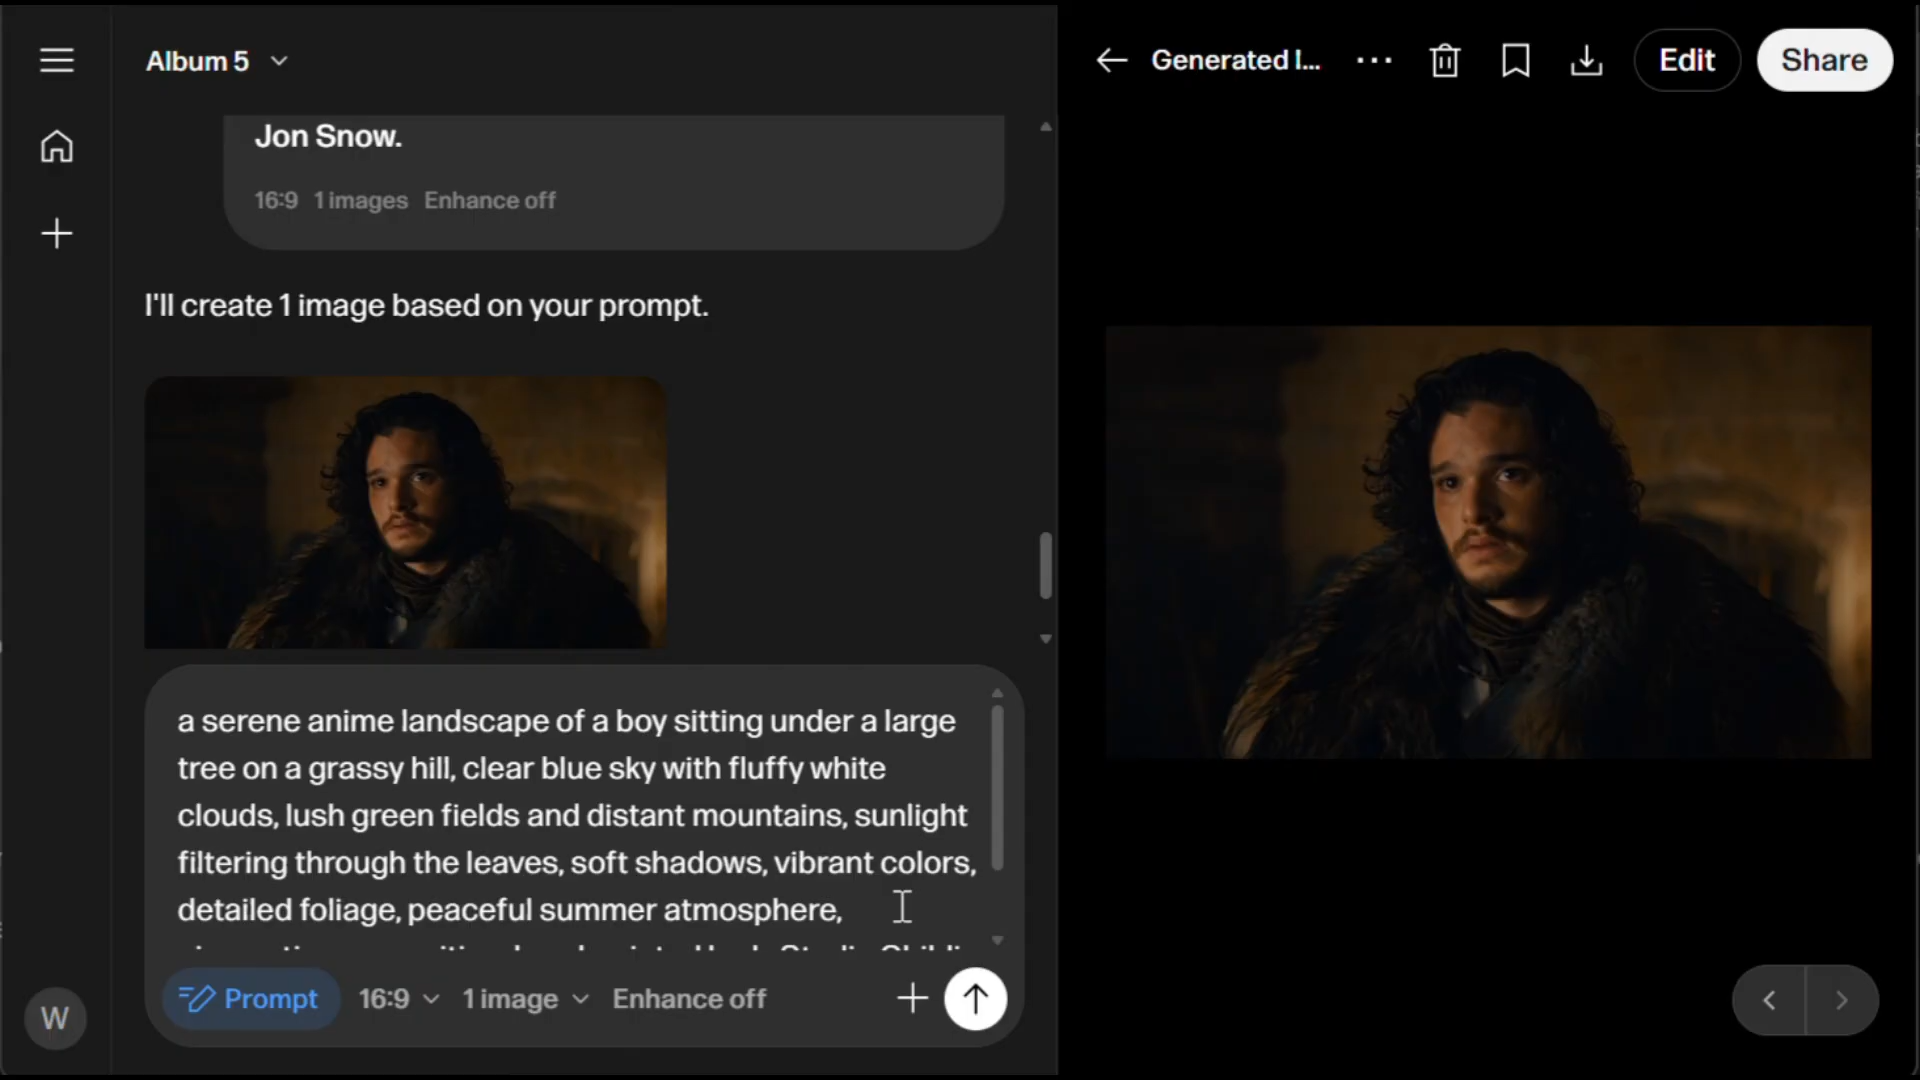 Album 5
Generated I...
Edit
Share
Jon Snow.
16:9 1 images Enhance off
I'll create 1 image based on your prompt.
a serene anime landscape of a boy sitting under a large
tree on a grassy hill, clear blue sky with fluffy white
clouds, lush green fields and distant mountains, sunlight
filtering through the leaves, soft shadows, vibrant colors,
detailed foliage, peaceful summer atmosphere,
Prompt 16:9 1 image Enhance off
W